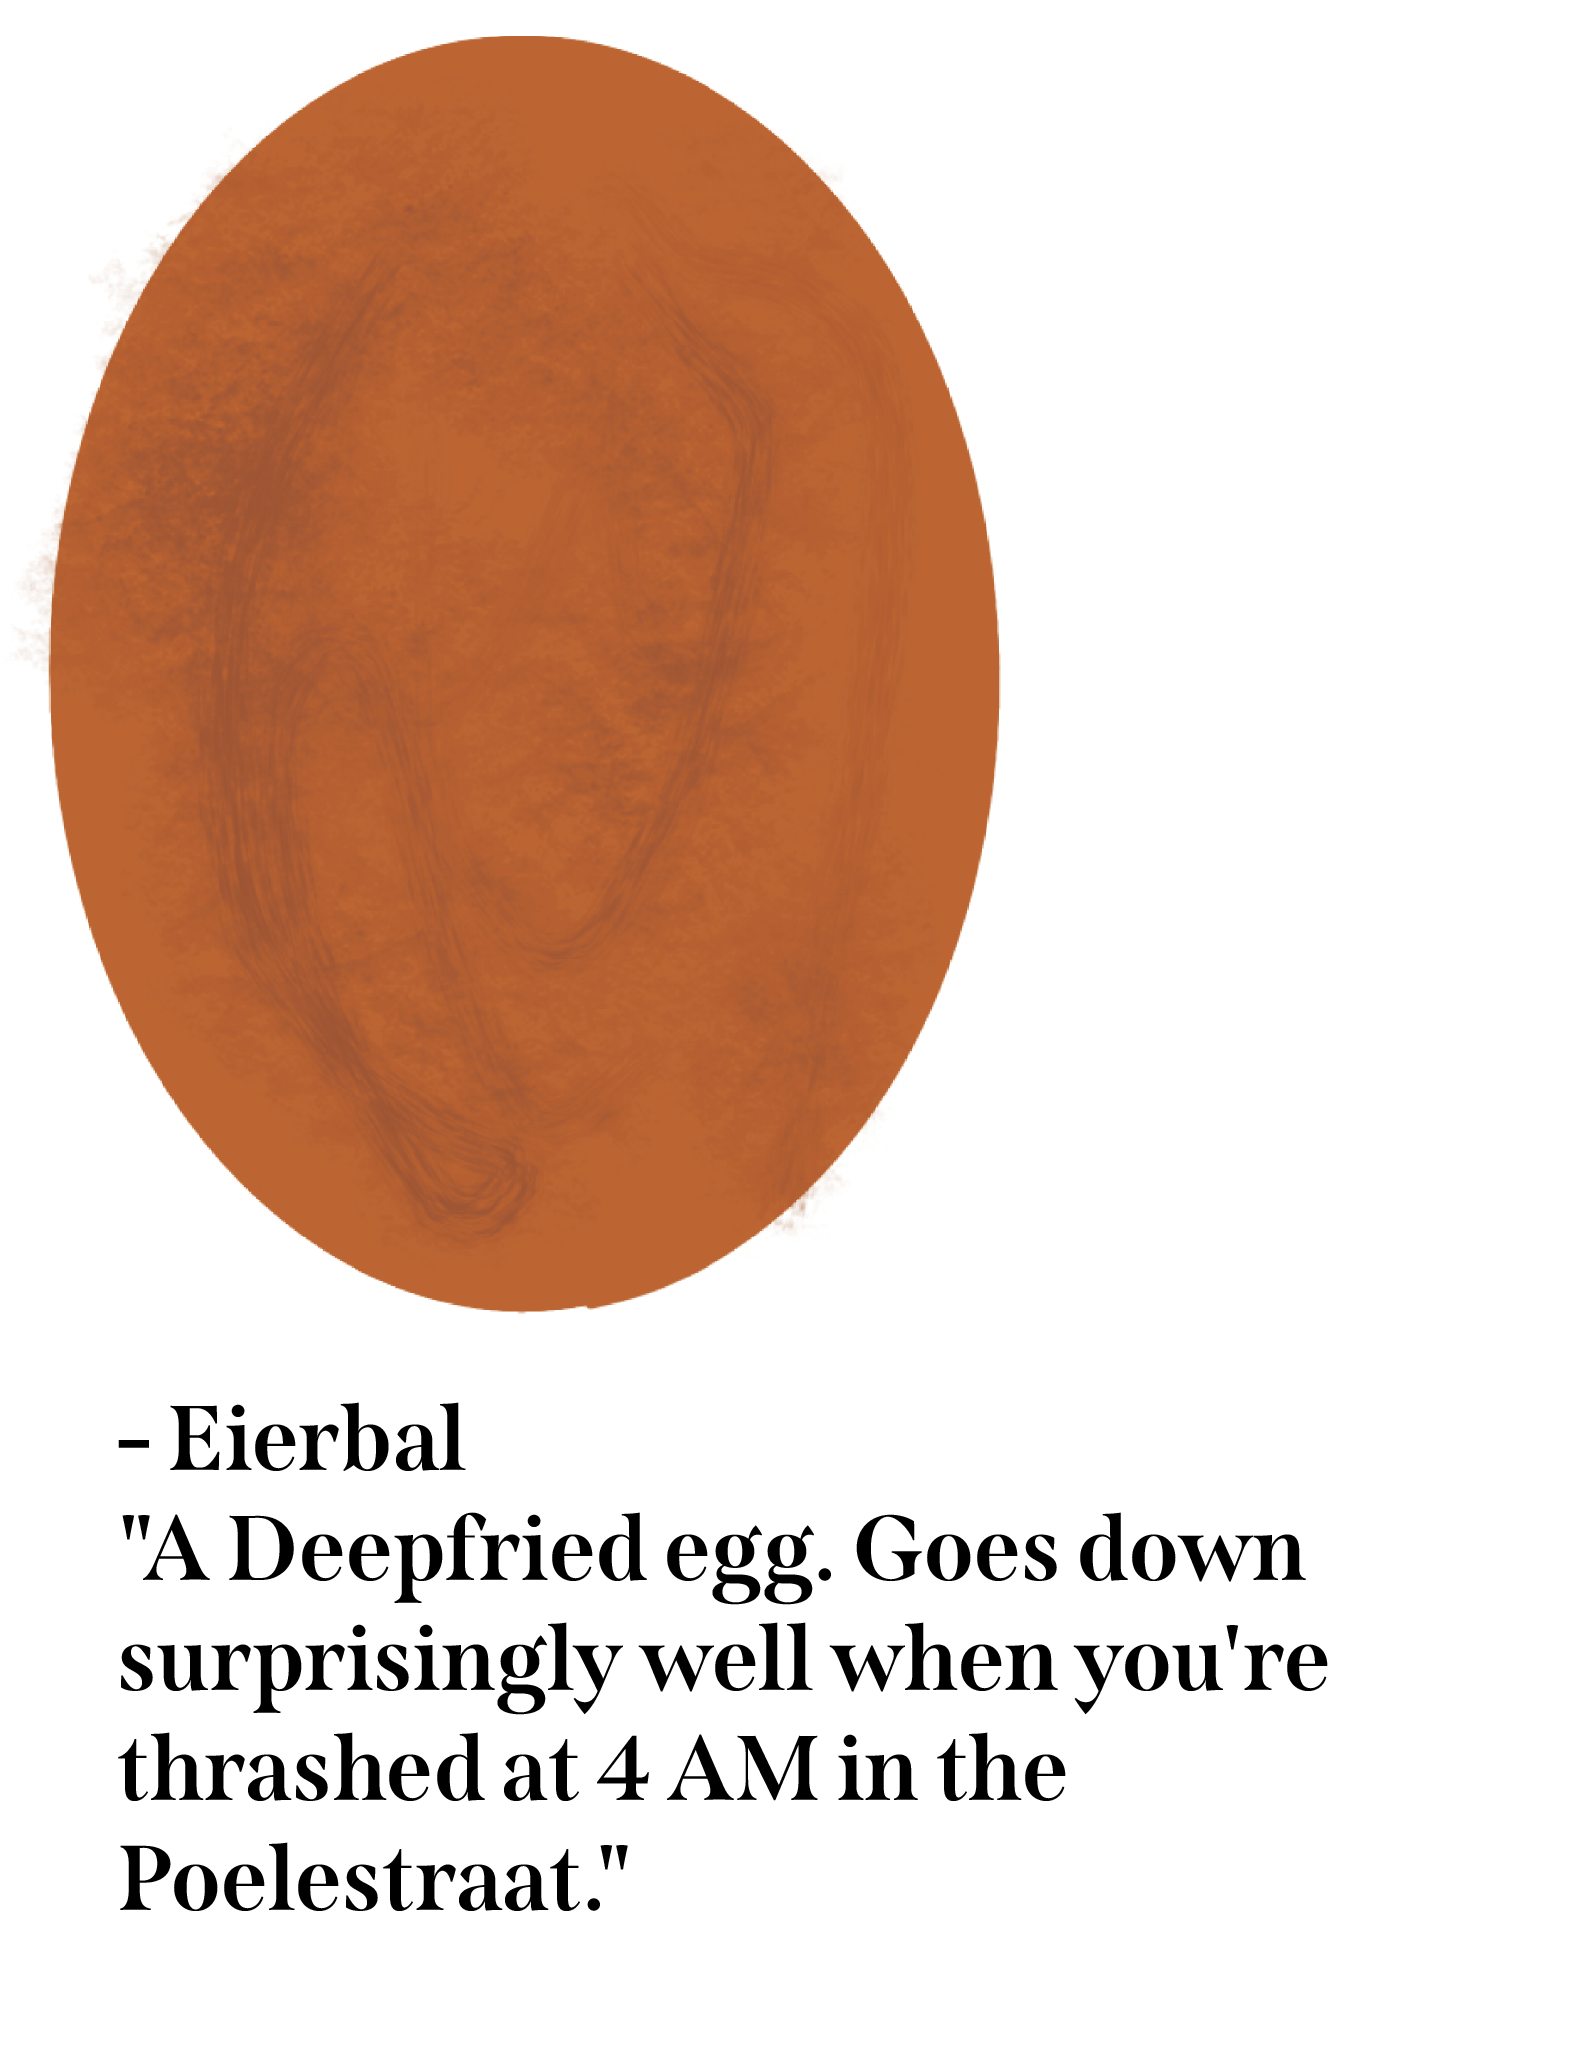 - Eierbal
"A Deepfried egg. Goes down
surprisingly well when you're
thrashed at 4 AM in the
Poelestraat."